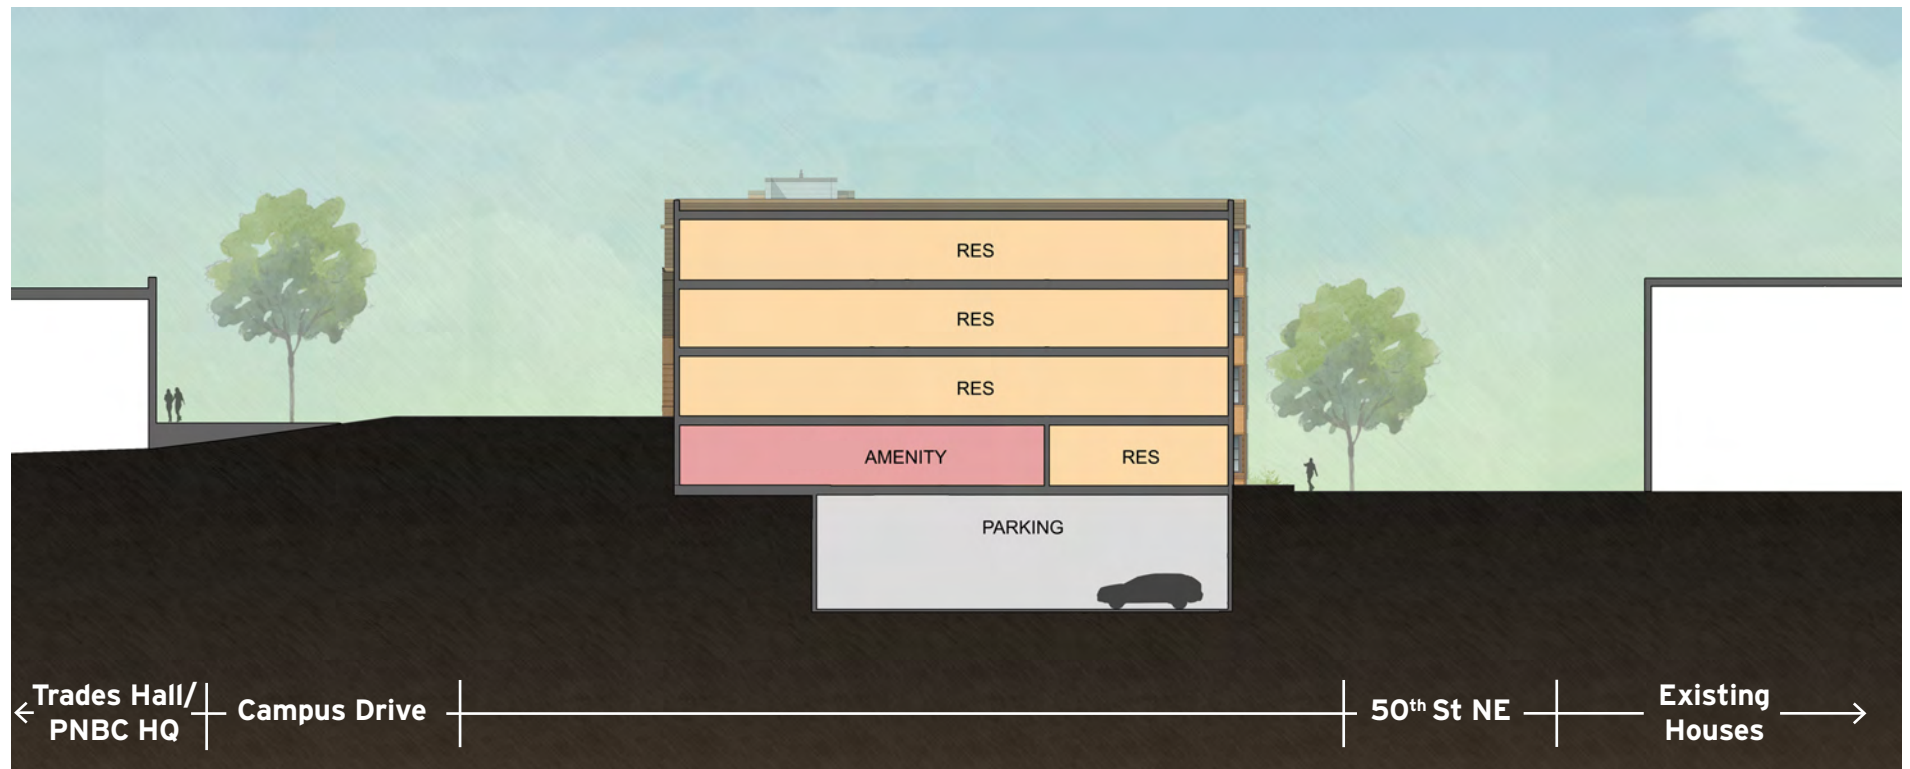 RES
RES
RES
AMENITY
RES
PARKING
Trades Hall/
PNBC HQ
Campus Drive
50th St NE
Existing
Houses